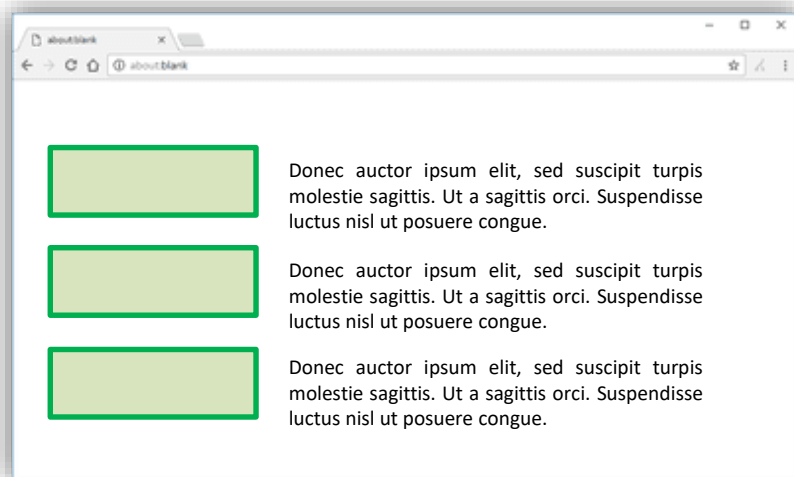 about:blank
about:blank
Donec auctor ipsum elit, sed suscipit turpis
molestie sagittis. Ut a sagittis orci. Suspendisse
luctus nisl ut posuere congue.
Donec auctor ipsum elit, sed suscipit turpis
molestie sagittis. Ut a sagittis orci. Suspendisse
luctus nisl ut posuere congue.
Donec auctor ipsum elit, sed suscipit turpis
molestie sagittis. Ut a sagittis orci. Suspendisse
luctus nisl ut posuere congue.